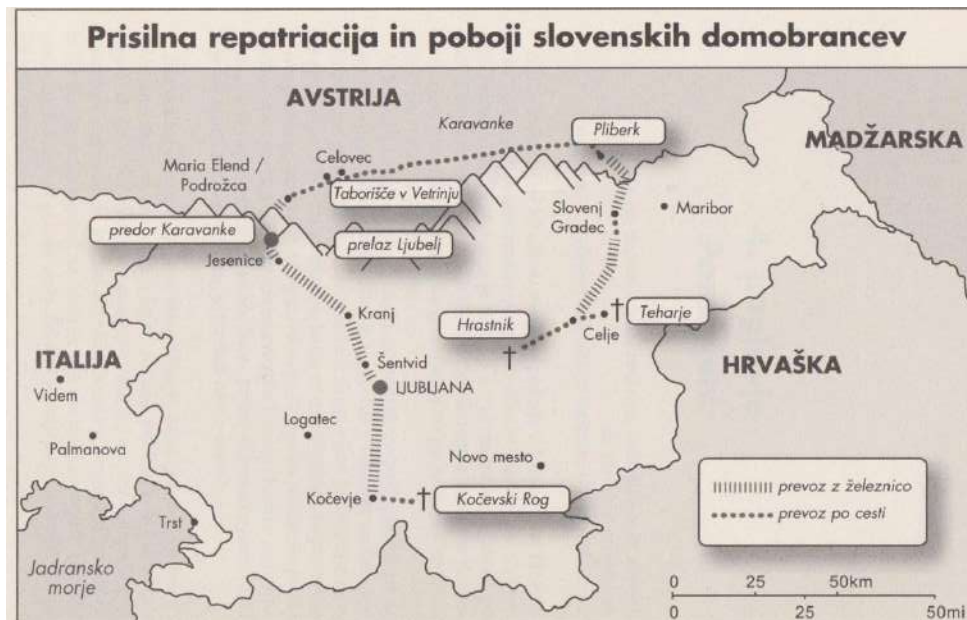 Prisilna repatriacija in poboji slovenskih domobrancev
AVSTRIJA
Karavanke
Pliberk
MADŽARSKA
Maria Elend /
Podrožca
Celovec
Taborišče v Vetrinju
Slovenj
Gradec
Maribor
predor Karavanke
prelaz Ljubelj
Jesenice
Kranj
Hrastnik
Teharje
Celje
ITALIJA
Šentvid
HRVAŠKA
Videm
LJUBLJANA
Logatec
Palmanova
Novo mesto
Kočevje
Kočevski Rog
prevoz z železnico
prevoz po cesti
Trst
Jadransko
morje
0 25 50km
0 25 50mi